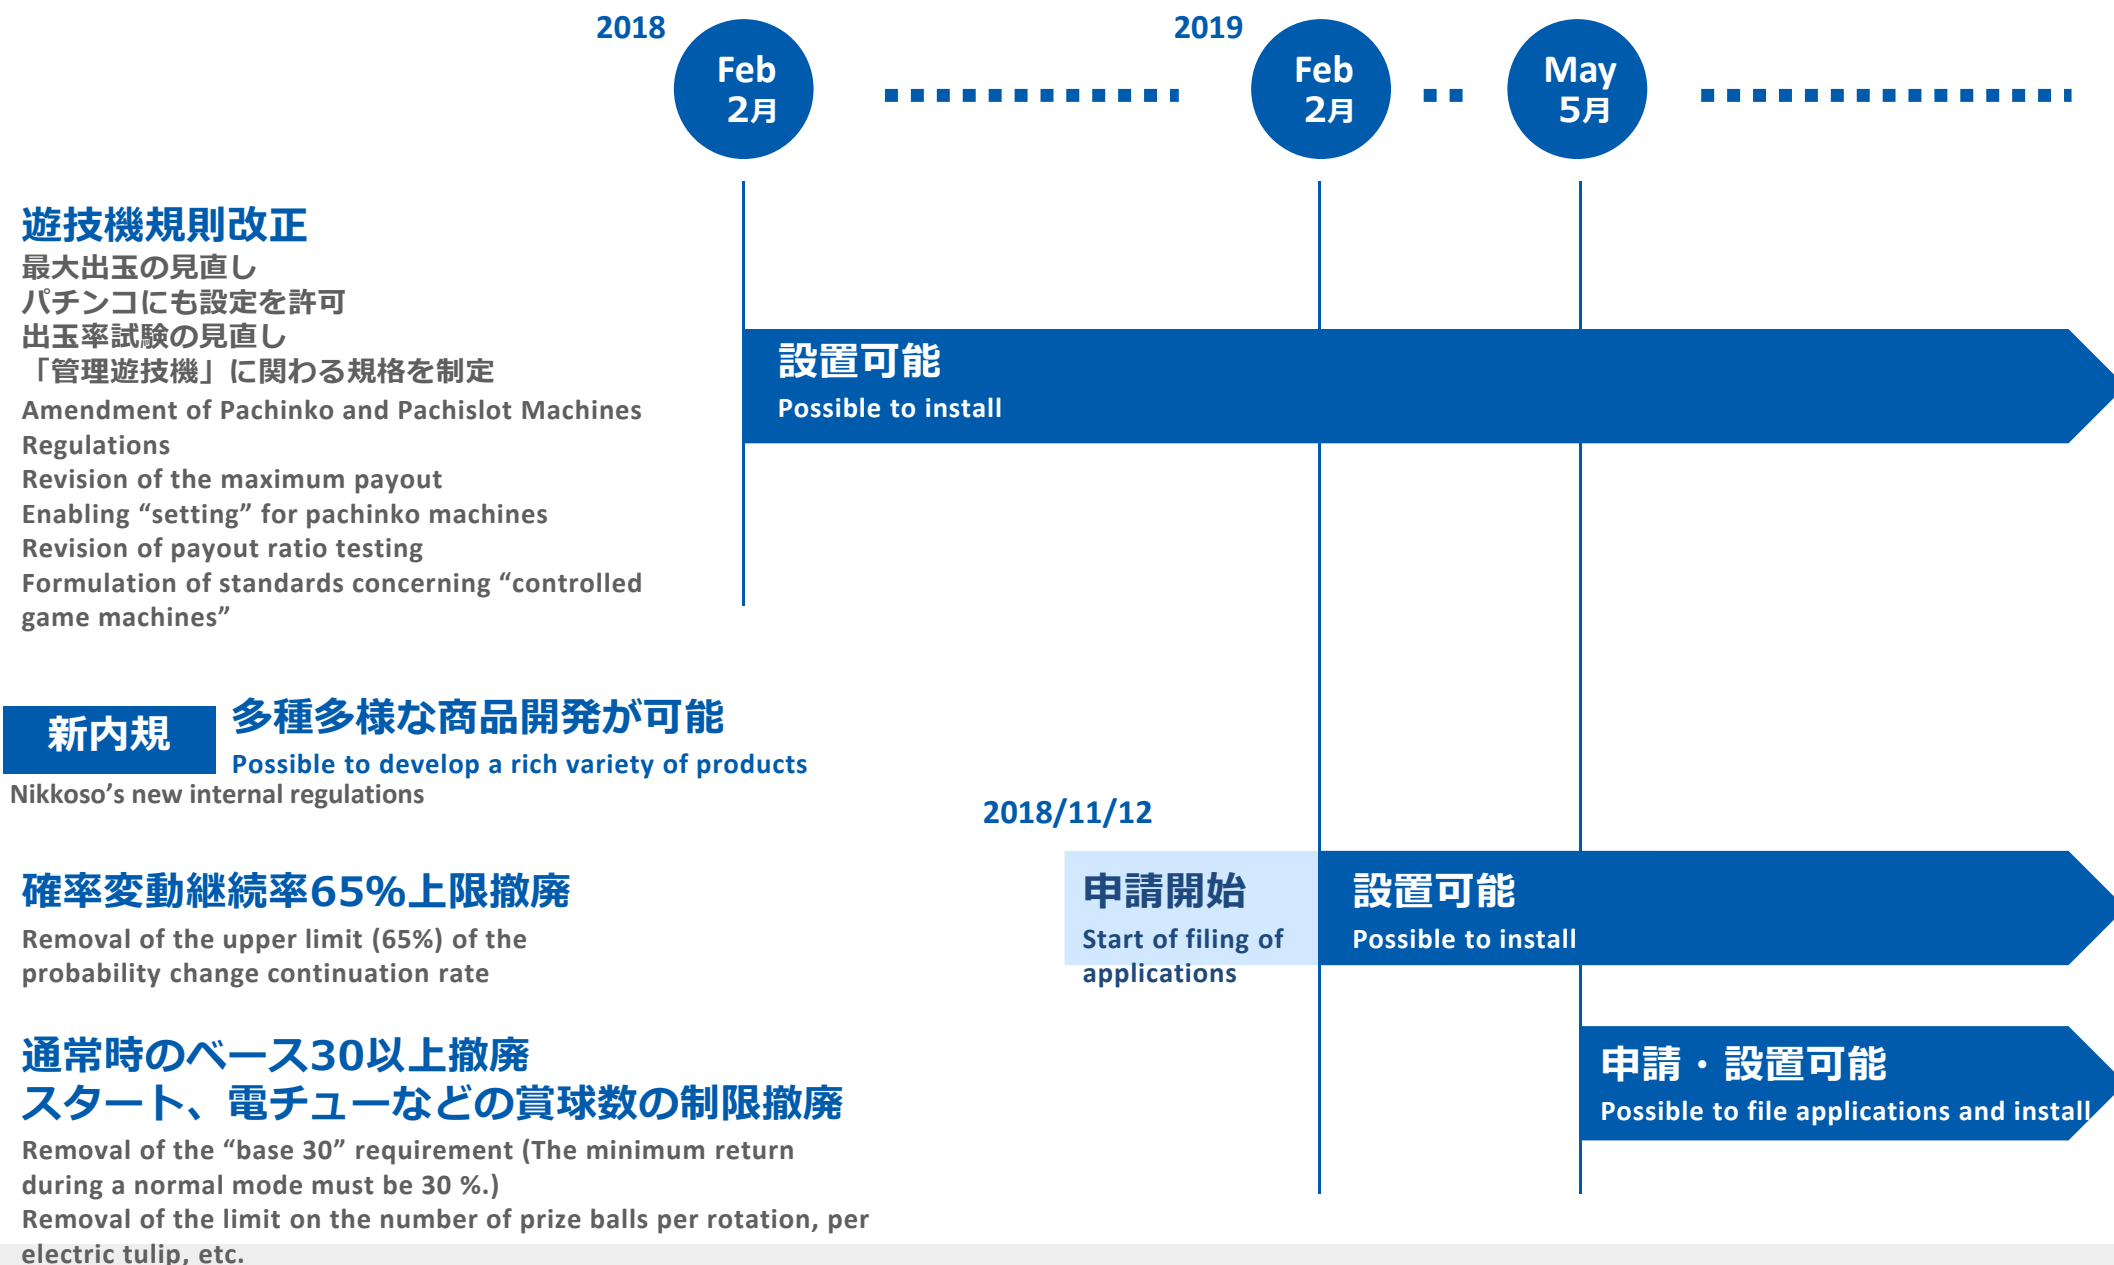 2018
Feb
2月
2019
Feb
2月
May
5月
遊技機規則改正
最大出玉の見直し
パチンコにも設定を許可
出玉率試験の見直し
「管理遊技機」に関わる規格を制定
Amendment of Pachinko and Pachislot Machines
Regulations
Revision of the maximum payout
Enabling “setting” for pachinko machines
Revision of payout ratio testing
Formulation of standards concerning “controlled
game machines”
設置可能
Possible to install
新内規
多種多様な商品開発が可能
Possible to develop a rich variety of products
Nikkoso’s new internal regulations
2018/11/12
確率変動継続率65%上限撤廃
Removal of the upper limit (65%) of the
probability change continuation rate
申請開始
Start of filing of
applications
設置可能
Possible to install
通常時のベース30以上撤廃
スタート、電チューなどの賞球数の制限撤廃
Removal of the “base 30” requirement (The minimum return
during a normal mode must be 30 %.)
Removal of the limit on the number of prize balls per rotation, per
electric tulip, etc.
申請・設置可能
Possible to file applications and install